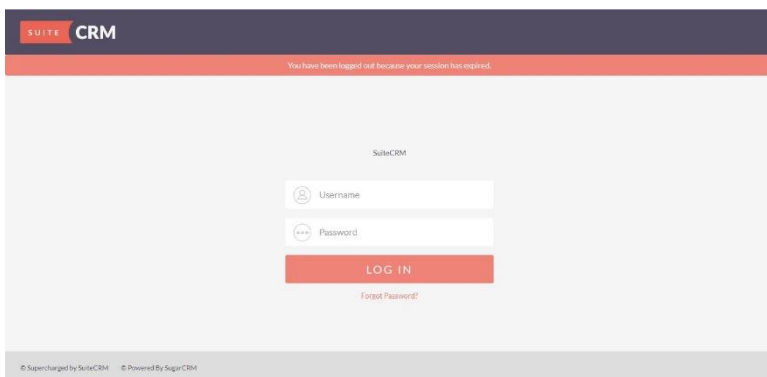 SUITE CRM
You have been logged out because your session has expired.
SuiteCRM
Username
Password
LOG IN
Forgot Password?
© Supercharged by SuiteCRM © Powered By SugarCRM